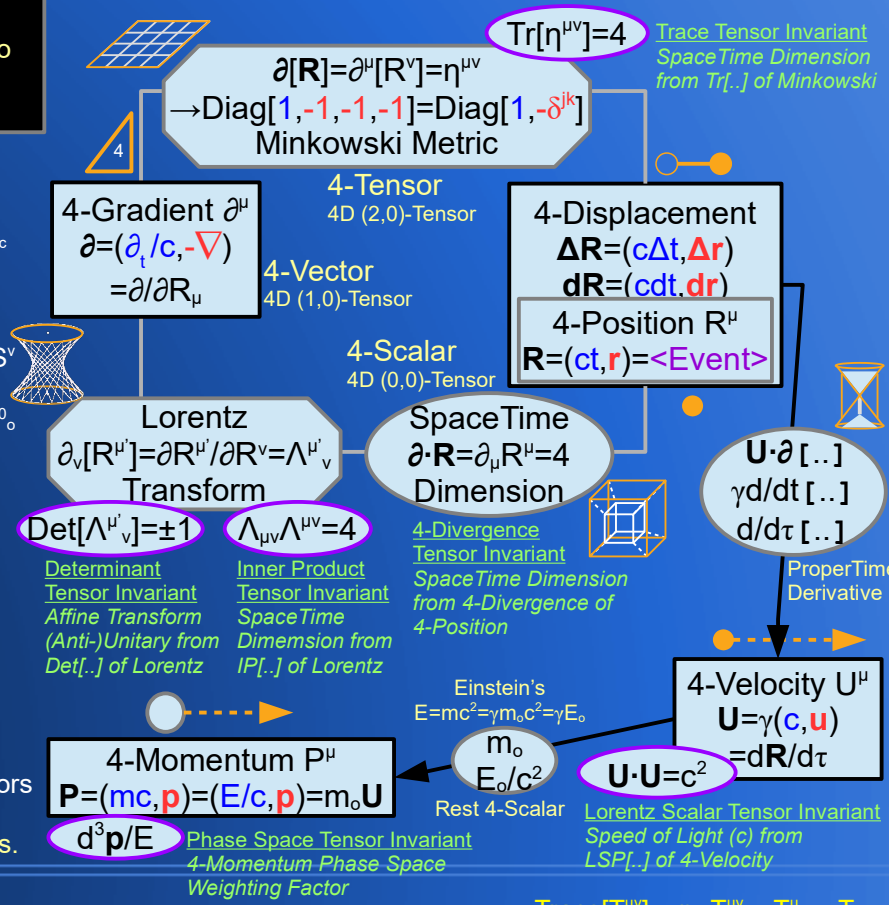 o
Tr[η^μν]=4
Trace Tensor Invariant
SpaceTime Dimension
from Tr[..] of Minkowski
∂[R]=∂^μ[R^ν]=η^μν
→Diag[1,-1,-1,-1]=Diag[1,-δ^jk]
Minkowski Metric
4
4-Tensor
4D (2,0)-Tensor
4-Gradient ∂^μ
∂=(∂_t/c,-∇)
=∂/∂R_μ
4-Displacement
ΔR=(cΔt,Δr)
dR=(cdt,dr)
4-Position R^μ
R=(ct,r)=<Event>
c
4-Vector
4D (1,0)-Tensor
4-Scalar
4D (0,0)-Tensor
S^ν
0
o
Lorentz
∂_ν[R^μ']=∂R^μ'/∂R^ν=Λ^μ'_ν
Transform
SpaceTime
∂·R=∂_μR^μ=4
Dimension
U·∂[..]
γd/dt[..]
d/dτ[..]
ProperTime
Derivative
Det[Λ^μ'_ν]=±1
Λ_μνΛ^μν=4
Determinant
Tensor Invariant
Affine Transform
(Anti-)Unitary from
Det[..] of Lorentz
Inner Product
Tensor Invariant
SpaceTime
Dimemsion from
IP[..] of Lorentz
4-Divergence
Tensor Invariant
SpaceTime Dimension
from 4-Divergence of
4-Position
4-Velocity U^μ
U=γ(c,u)
=dR/dτ
U·U=c²
Lorentz Scalar Tensor Invariant
Speed of Light (c) from
LSP[..] of 4-Velocity
Einstein's
E=mc²=γm_oc²=γE_o
m_o
E_o/c²
Rest 4-Scalar
4-Momentum P^μ
P=(mc,p)=(E/c,p)=m_oU
d³p/E
Phase Space Tensor Invariant
4-Momentum Phase Space
Weighting Factor
ors
s.